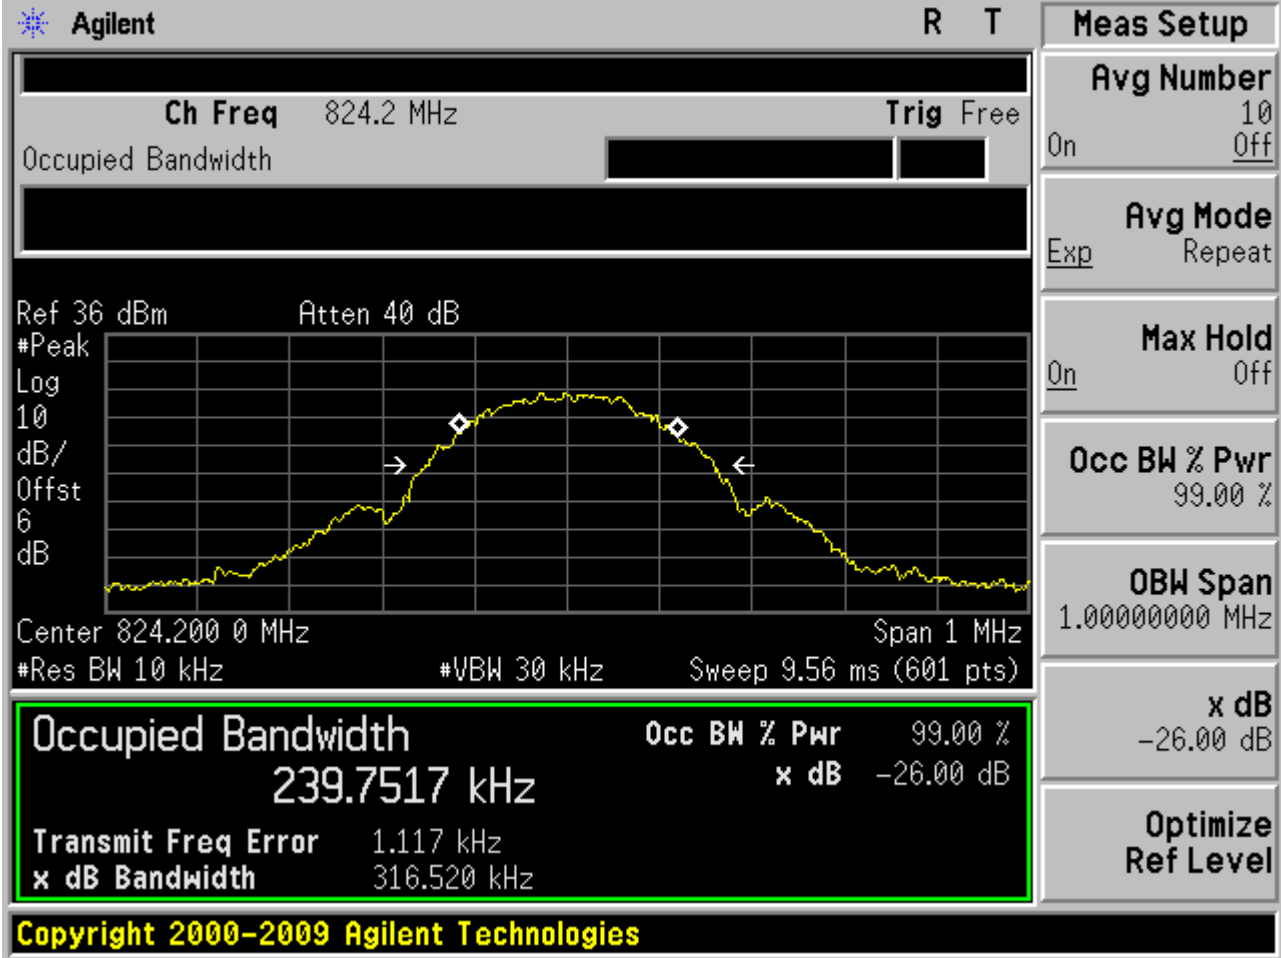 Agilent
R T
Ch Freq 824.2 MHz
Trig Free
Occupied Bandwidth
Ref 36 dBm
Atten 40 dB
#Peak
Log
10
dB/
Offst
6
dB
Center 824.200 0 MHz
Span 1 MHz
#Res BW 10 kHz
#VBW 30 kHz
Sweep 9.56 ms (601 pts)
Occupied Bandwidth
239.7517 kHz
Occ BW % Pwr 99.00 %
x dB -26.00 dB
Transmit Freq Error 1.117 kHz
x dB Bandwidth 316.520 kHz
Copyright 2000-2009 Agilent Technologies
Meas Setup
Avg Number
10
On Off
Avg Mode
Exp Repeat
Max Hold
On Off
Occ BW % Pwr
99.00 %
OBW Span
1.00000000 MHz
x dB
-26.00 dB
Optimize
Ref Level